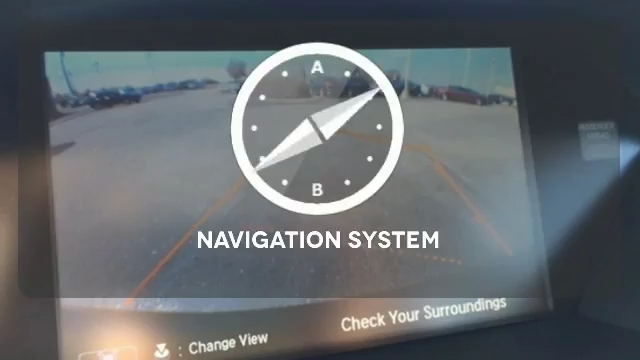 A
B
NAVIGATION SYSTEM
Check Your Surroundings
: Change View